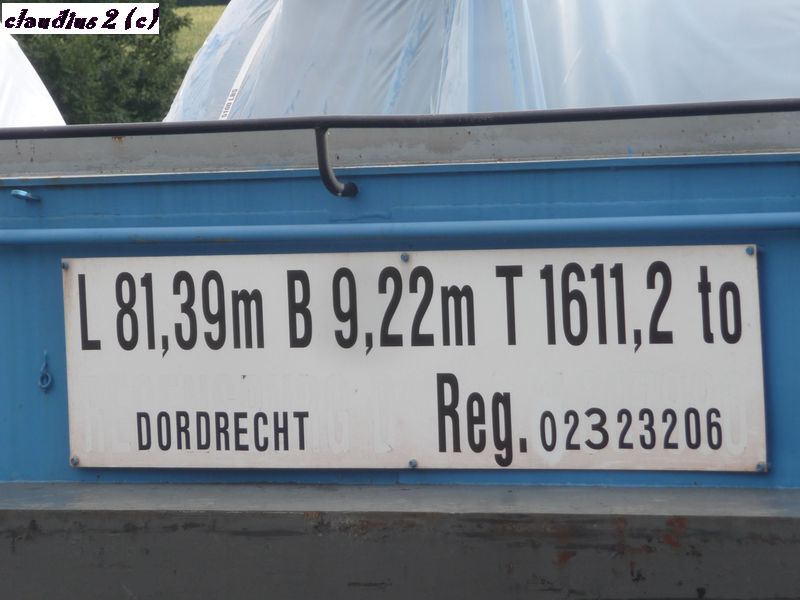 claudius 2 (c)
L 81,39m B 9,22m T 1611,2 to
DORDRECHT Reg. 02323206